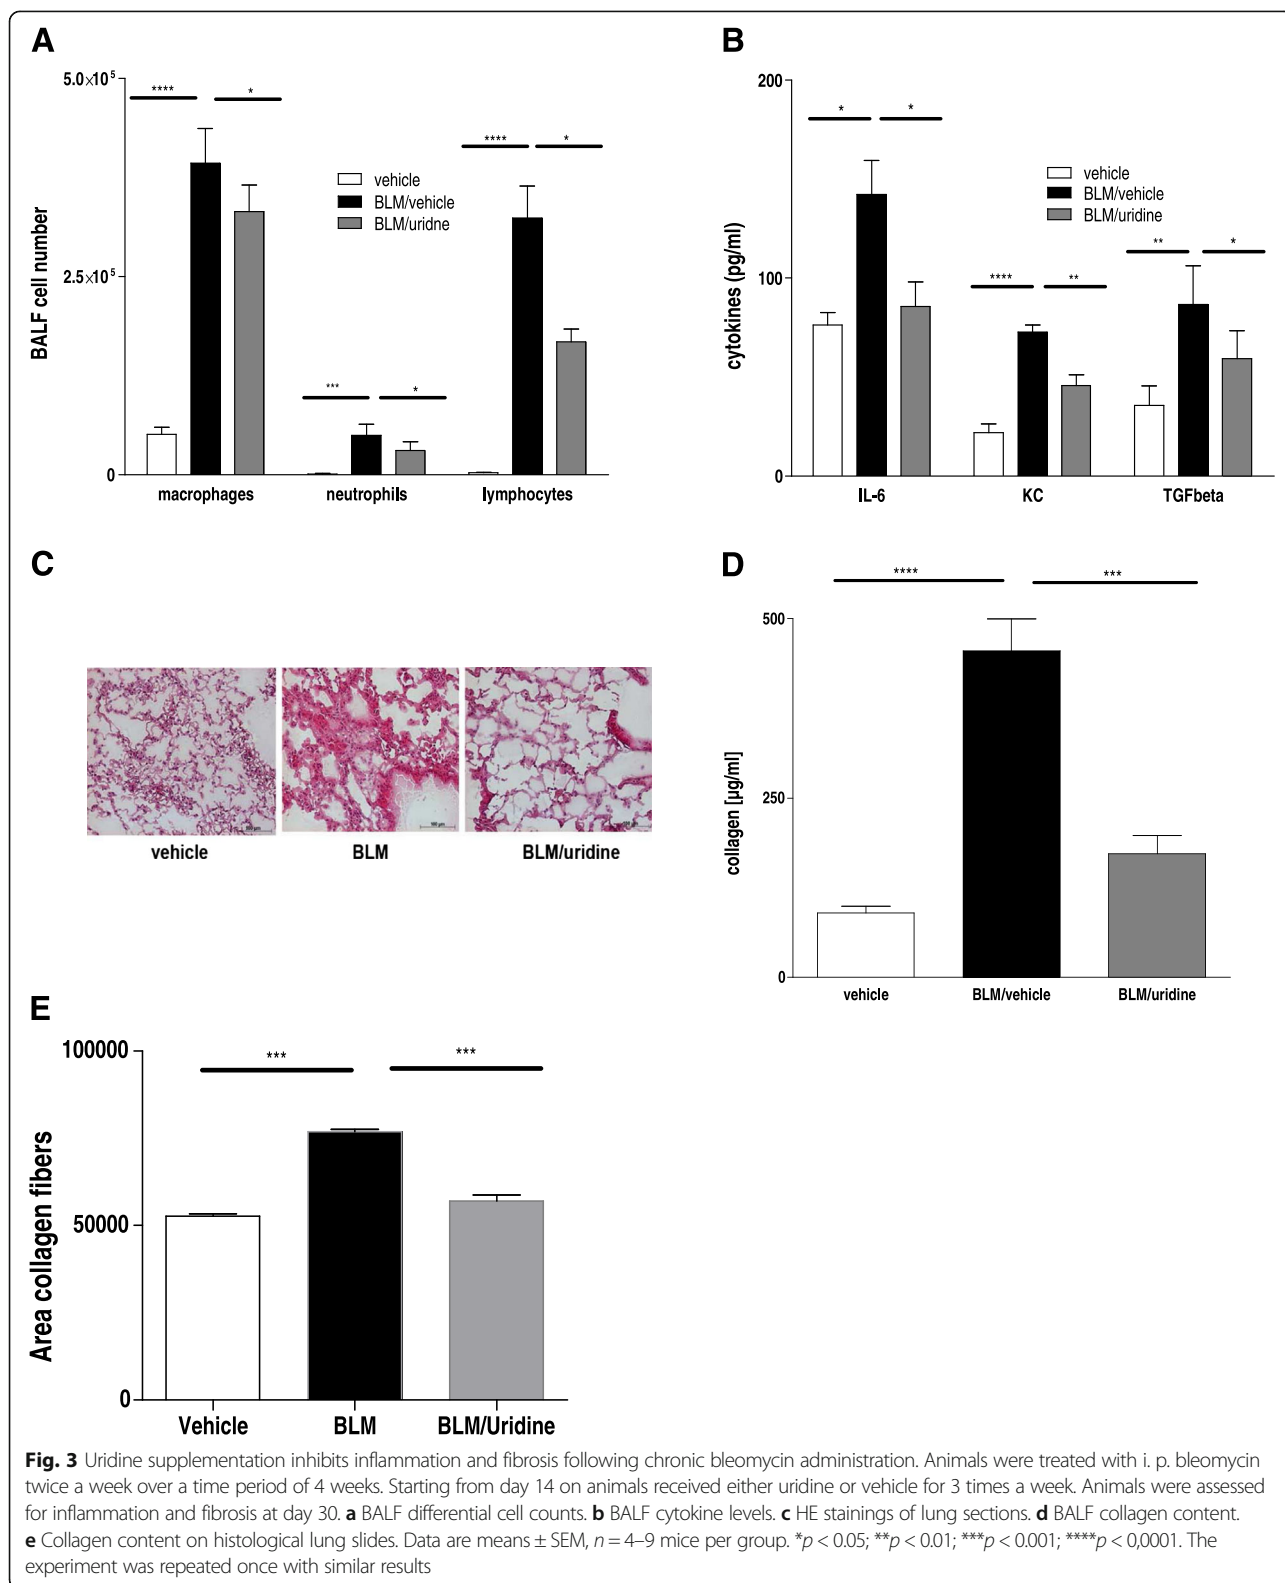 A
5.0×10⁵
2.5×10⁵
0
BALF cell number
**** *
*** *
**** *
vehicle
BLM/vehicle
BLM/uridne
macrophages neutrophils lymphocytes
B
200
100
0
cytokines (pg/ml)
* *
**** **
** *
vehicle
BLM/vehicle
BLM/uridine
IL-6 KC TGFbeta
C
vehicle BLM BLM/uridine
D
**** ***
500
250
0
collagen [µg/ml]
vehicle BLM/vehicle BLM/uridine
E
100000
50000
0
Area collagen fibers
*** ***
Vehicle BLM BLM/Uridine
Fig. 3 Uridine supplementation inhibits inflammation and fibrosis following chronic bleomycin administration. Animals were treated with i. p. bleomycin
twice a week over a time period of 4 weeks. Starting from day 14 on animals received either uridine or vehicle for 3 times a week. Animals were assessed
for inflammation and fibrosis at day 30. a BALF differential cell counts. b BALF cytokine levels. c HE stainings of lung sections. d BALF collagen content.
e Collagen content on histological lung slides. Data are means ± SEM, n = 4–9 mice per group. *p < 0.05; **p < 0.01; ***p < 0.001; ****p < 0,0001. The
experiment was repeated once with similar results